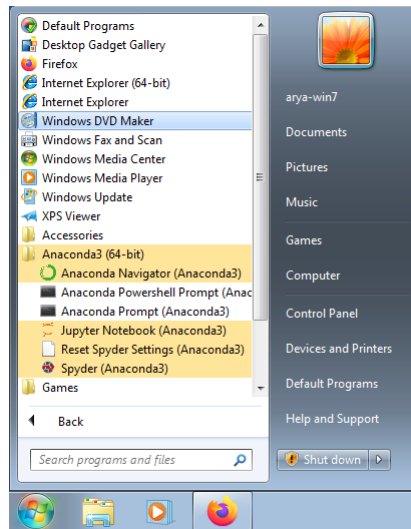 Default Programs
Desktop Gadget Gallery
Firefox
Internet Explorer (64-bit)
Internet Explorer
Windows DVD Maker
Windows Fax and Scan
Windows Media Center
Windows Media Player
Windows Update
XPS Viewer
Accessories
Anaconda3 (64-bit)
Anaconda Navigator (Anaconda3)
Anaconda Powershell Prompt (Anac
Anaconda Prompt (Anaconda3)
Jupyter Notebook (Anaconda3)
Reset Spyder Settings (Anaconda3)
Spyder (Anaconda3)
Games
Back
Search programs and files
arya-win7
Documents
Pictures
Music
Games
Computer
Control Panel
Devices and Printers
Default Programs
Help and Support
Shut down